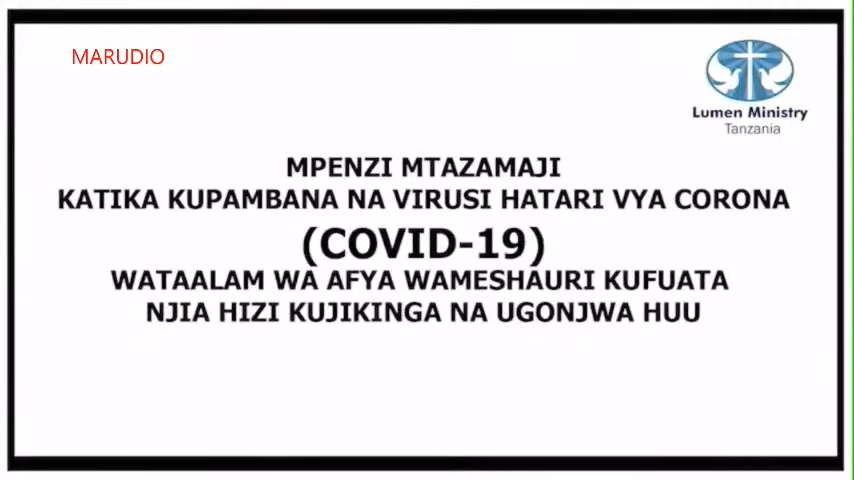 MARUDIO
Lumen Ministry
Tanzania
MPENZI MTAZAMAJI
KATIKA KUPAMBANA NA VIRUSI HATARI VYA CORONA
(COVID-19)
WATAALAM WA AFYA WAMESHAURI KUFUATA
NJIA HIZI KUJIKINGA NA UGONJWA HUU